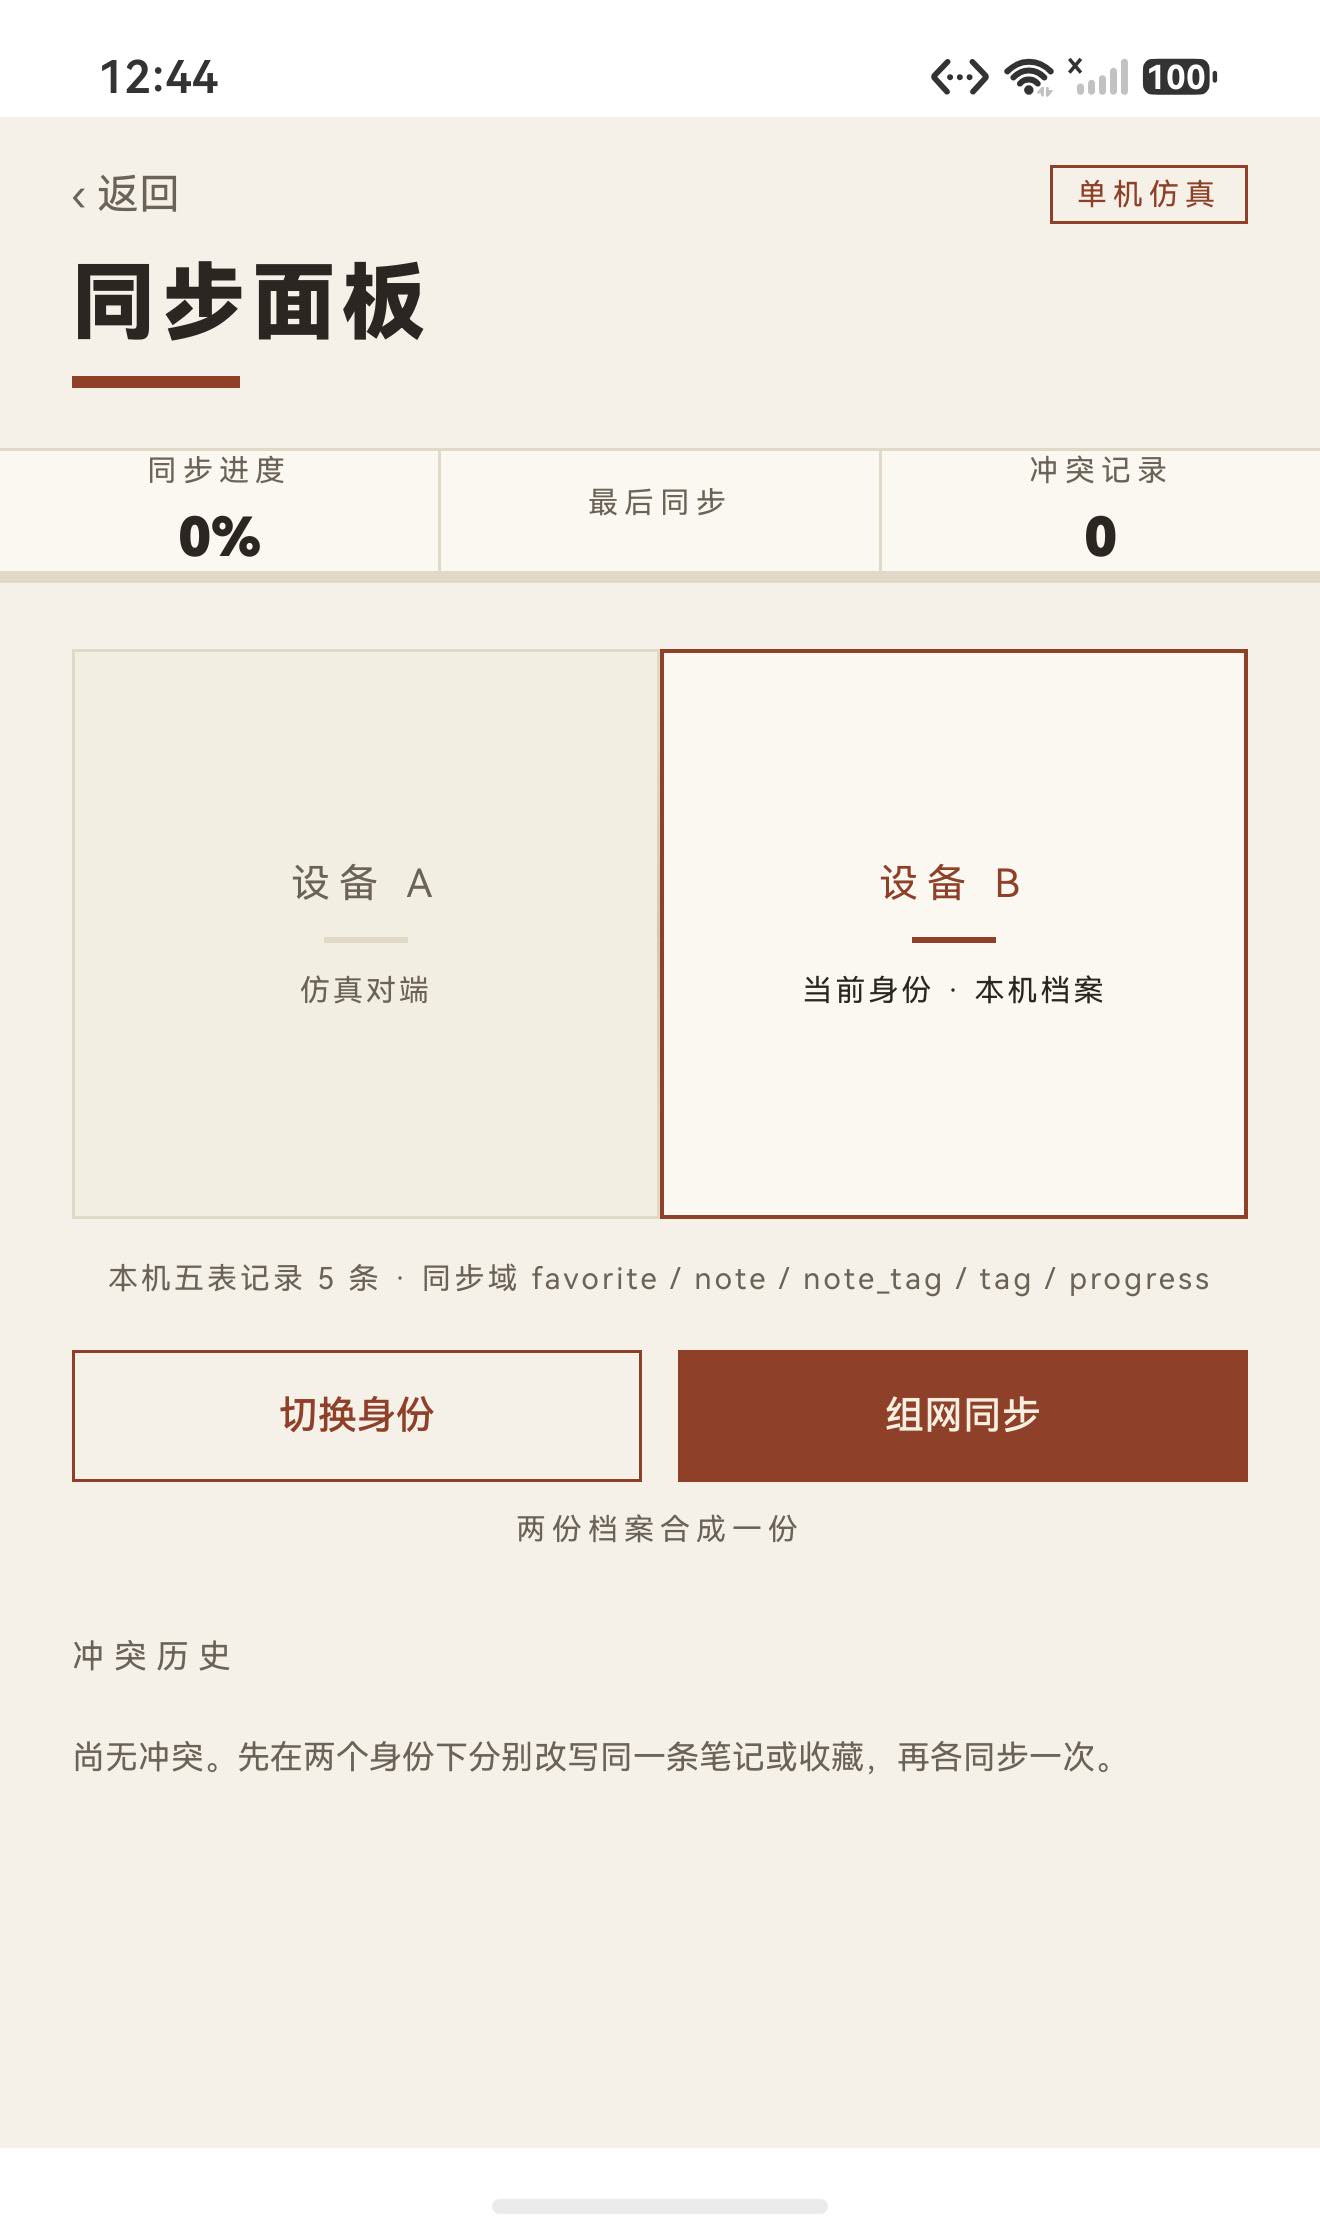 12:44
100
‹ 返回
单机仿真
同步面板
同步进度
0%
最后同步
冲突记录
0
设备 A
仿真对端
设备 B
当前身份 · 本机档案
本机五表记录 5 条 · 同步域 favorite / note / note_tag / tag / progress
切换身份
组网同步
两份档案合成一份
冲突历史
尚无冲突。先在两个身份下分别改写同一条笔记或收藏，再各同步一次。